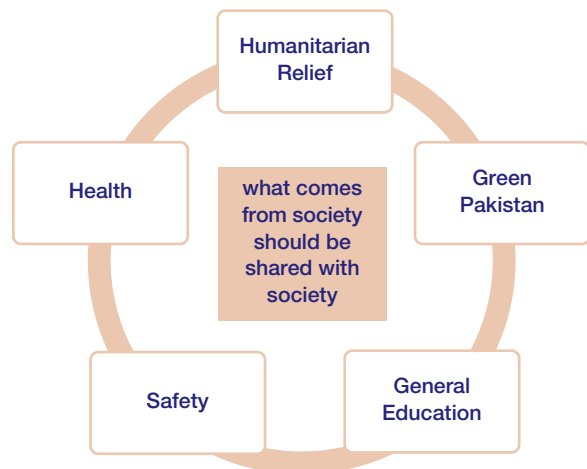 Humanitarian
Relief
Health
Green
Pakistan
what comes
from society
should be
shared with
society
Safety
General
Education